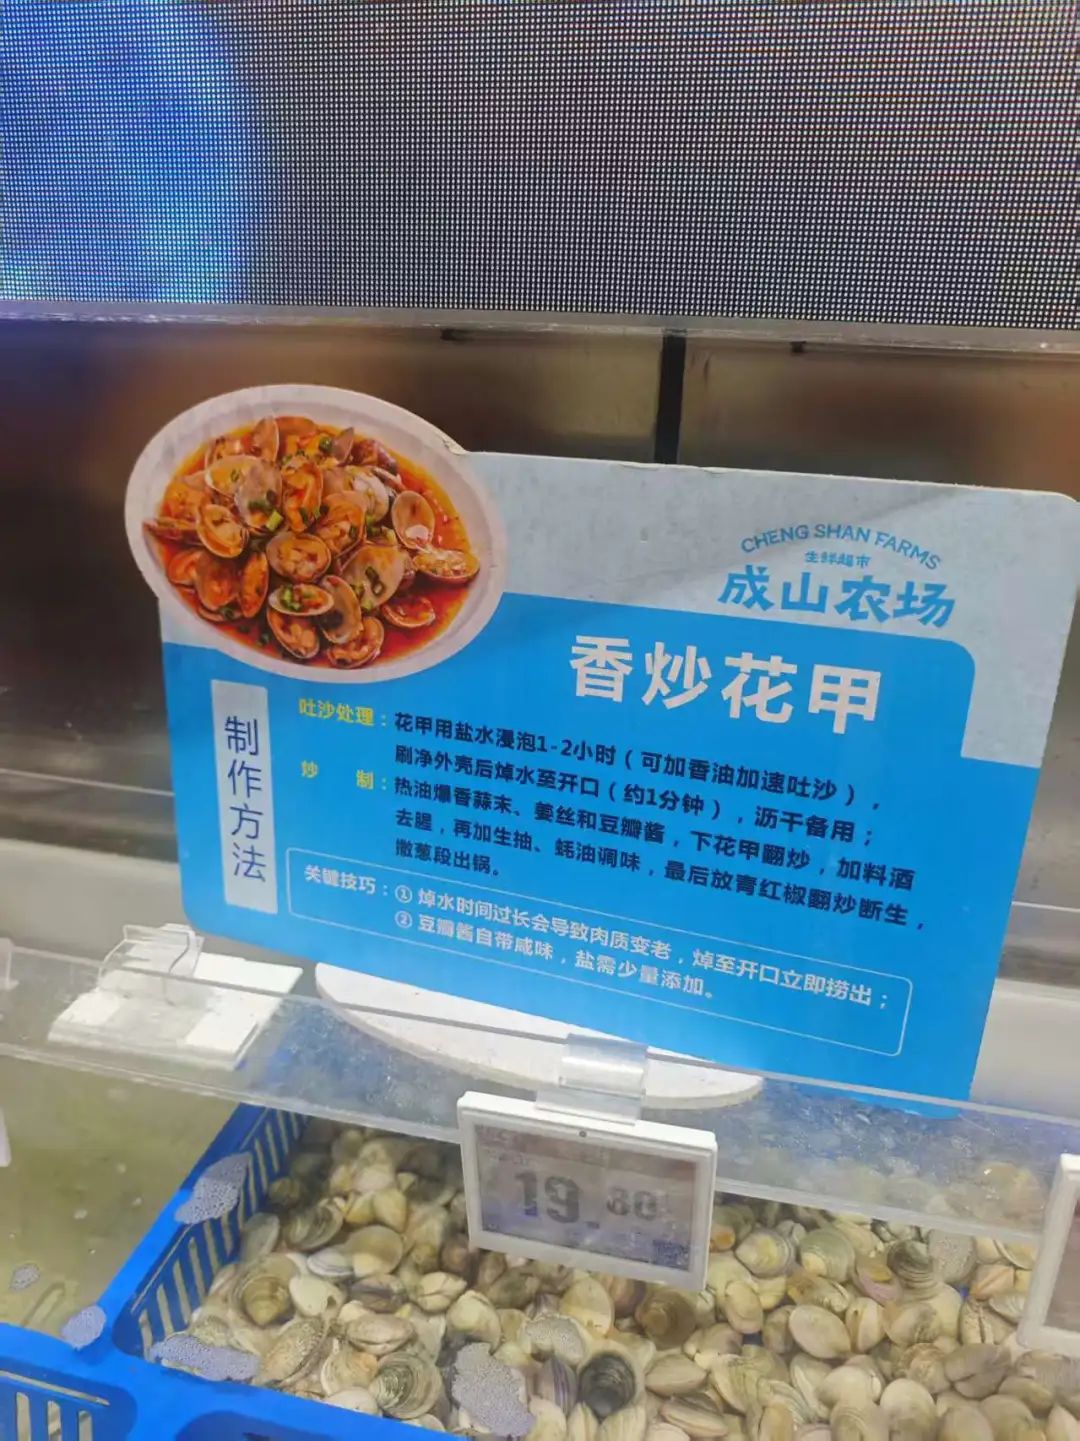 CHENG SHAN FARMS
生鲜超市
成山农场
香炒花甲
制作方法
吐沙处理：花甲用盐水浸泡1-2小时（可加香油加速吐沙），
刷净外壳后焯水至开口（约1分钟），沥干备用；
炒 制：热油爆香蒜末、姜丝和豆瓣酱，下花甲翻炒，加料酒
去腥，再加生抽、蚝油调味，最后放青红椒翻炒断生，
撒葱段出锅。
关键技巧：① 焯水时间过长会导致肉质变老，焯至开口立即捞出；
② 豆瓣酱自带咸味，盐需少量添加。
19.80